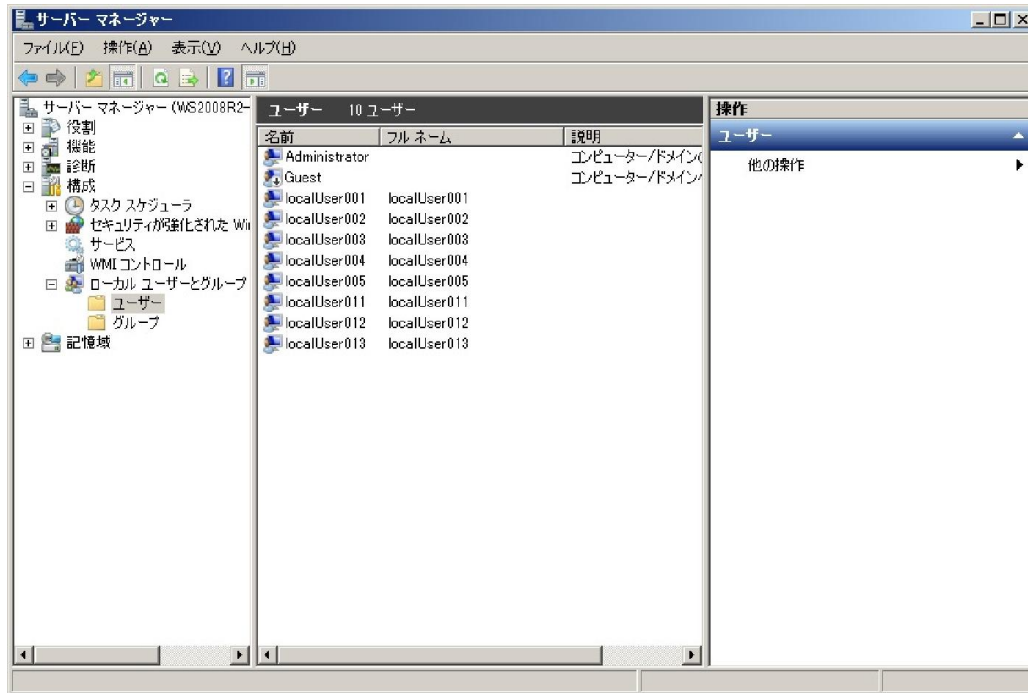 サーバー マネージャー
ファイル(F) 操作(A) 表示(V) ヘルプ(H)
サーバー マネージャー (WS2008R2-
役割
機能
診断
構成
タスク スケジューラ
セキュリティが強化された Win
サービス
WMI コントロール
ローカル ユーザーとグループ
ユーザー
グループ
記憶域
ユーザー 10 ユーザー
名前 フル ネーム 説明
Administrator コンピューター/ドメイン(
Guest コンピューター/ドメイン
localUser001 localUser001
localUser002 localUser002
localUser003 localUser003
localUser004 localUser004
localUser005 localUser005
localUser011 localUser011
localUser012 localUser012
localUser013 localUser013
操作
ユーザー
他の操作